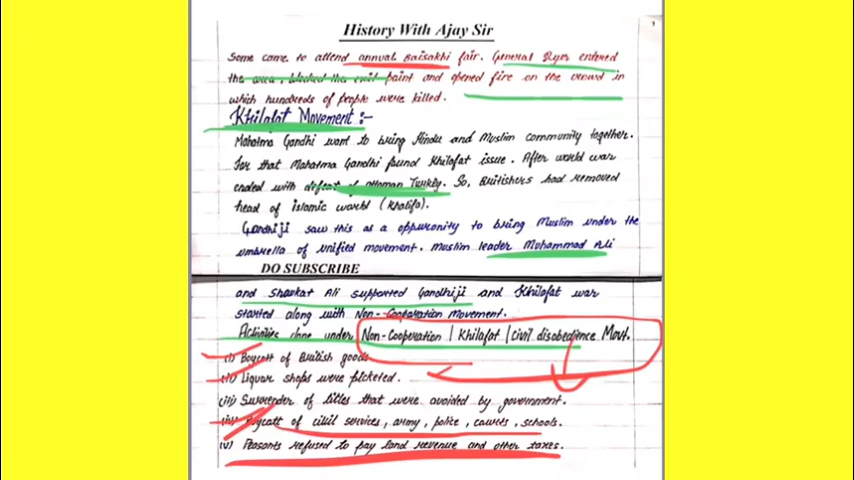 History With Ajay Sir
Some come to attend annual Baisakhi fair. General Dyer entered
the area, blocked the exit point and opened fire on the crowd in
which hundreds of people were killed.
Khilafat Movement :-
Mahatma Gandhi want to bring Hindu and Muslim community together.
For that Mahatma Gandhi found Khilafat issue. After world war
ended with defeat of ottoman Turkey. So, Britishers had removed
head of islamic world (Khalifa).
Gandhiji saw this as a oppuronity to bring Muslim under the
umbrella of unified movement. Muslim leader Muhammad Ali
DO SUBSCRIBE
and Shaukat Ali supported Gandhiji and Khilafat war
started along with Non-Cooperation Movement.
Activities done under Non-Cooperation | Khilafat | civil disobedience Movt.
(i) Boycott of British goods
(ii) Liquar shops were picketed.
(iii) Surrender of titles that were avoided by government.
(iv) Boycott of civil services, army, police, courts, schools.
(v) Peasants refused to pay land revenue and other taxes.